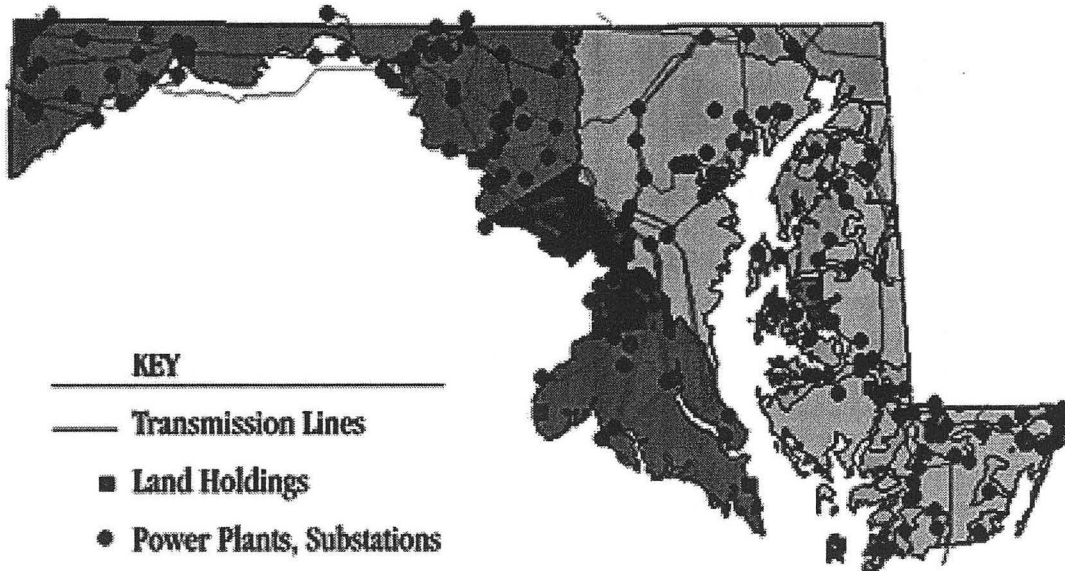 KEY
Transmission Lines
Land Holdings
Power Plants, Substations